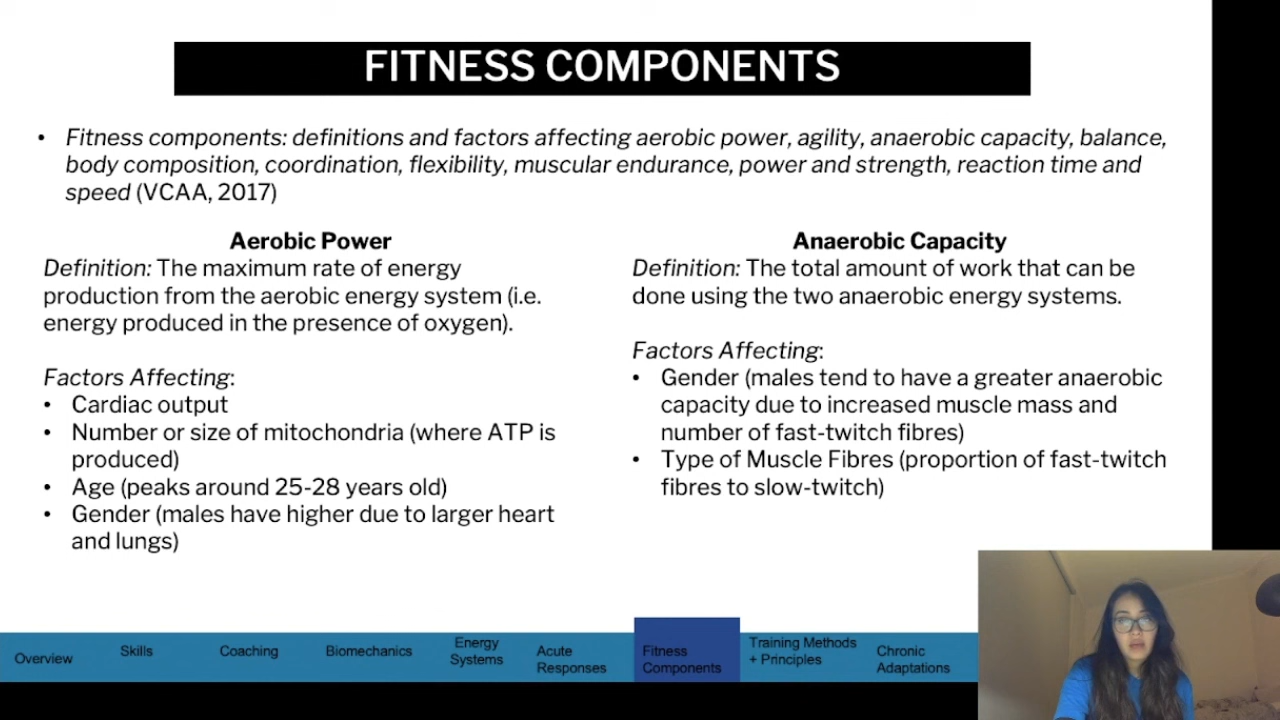 FITNESS COMPONENTS
• Fitness components: definitions and factors affecting aerobic power, agility, anaerobic capacity, balance,
body composition, coordination, flexibility, muscular endurance, power and strength, reaction time and
speed (VCAA, 2017)
Aerobic Power
Definition: The maximum rate of energy
production from the aerobic energy system (i.e.
energy produced in the presence of oxygen).
Factors Affecting:
• Cardiac output
• Number or size of mitochondria (where ATP is
produced)
• Age (peaks around 25-28 years old)
• Gender (males have higher due to larger heart
and lungs)
Anaerobic Capacity
Definition: The total amount of work that can be
done using the two anaerobic energy systems.
Factors Affecting:
• Gender (males tend to have a greater anaerobic
capacity due to increased muscle mass and
number of fast-twitch fibres)
• Type of Muscle Fibres (proportion of fast-twitch
fibres to slow-twitch)
Overview
Skills
Coaching
Biomechanics
Energy
Systems
Acute
Responses
Fitness
Components
Training Methods
+ Principles
Chronic
Adaptations